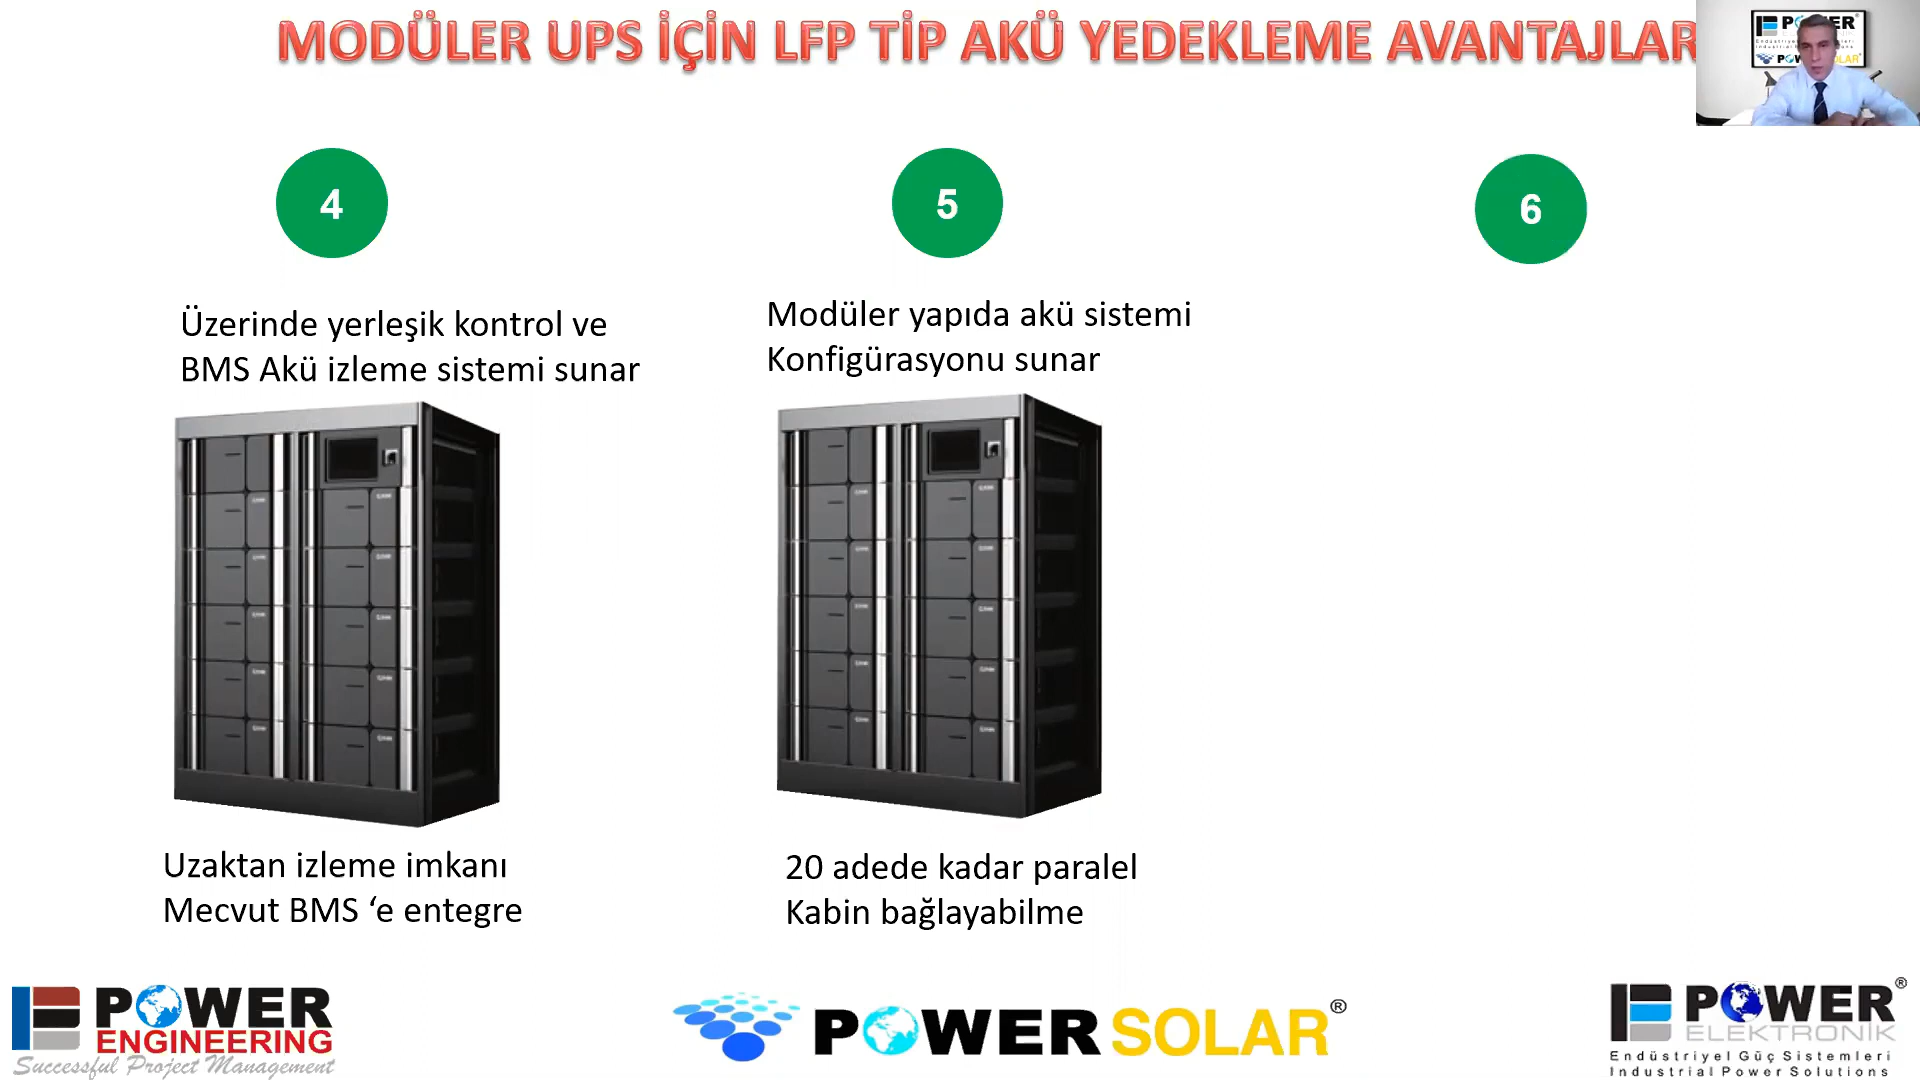 MODÜLER UPS İÇİN LFP TİP AKÜ YEDEKLEME AVANTAJLAR
4
5
6
Üzerinde yerleşik kontrol ve
BMS Akü izleme sistemi sunar
Modüler yapıda akü sistemi
Konfigürasyonu sunar
Uzaktan izleme imkanı
Mecvut BMS ‘e entegre
20 adede kadar paralel
Kabin bağlayabilme
POWER
ENGINEERING
Successful Project Management
POWER SOLAR®
POWER®
ELEKTRONİK
Endüstriyel Güç Sistemleri
Industrial Power Solutions